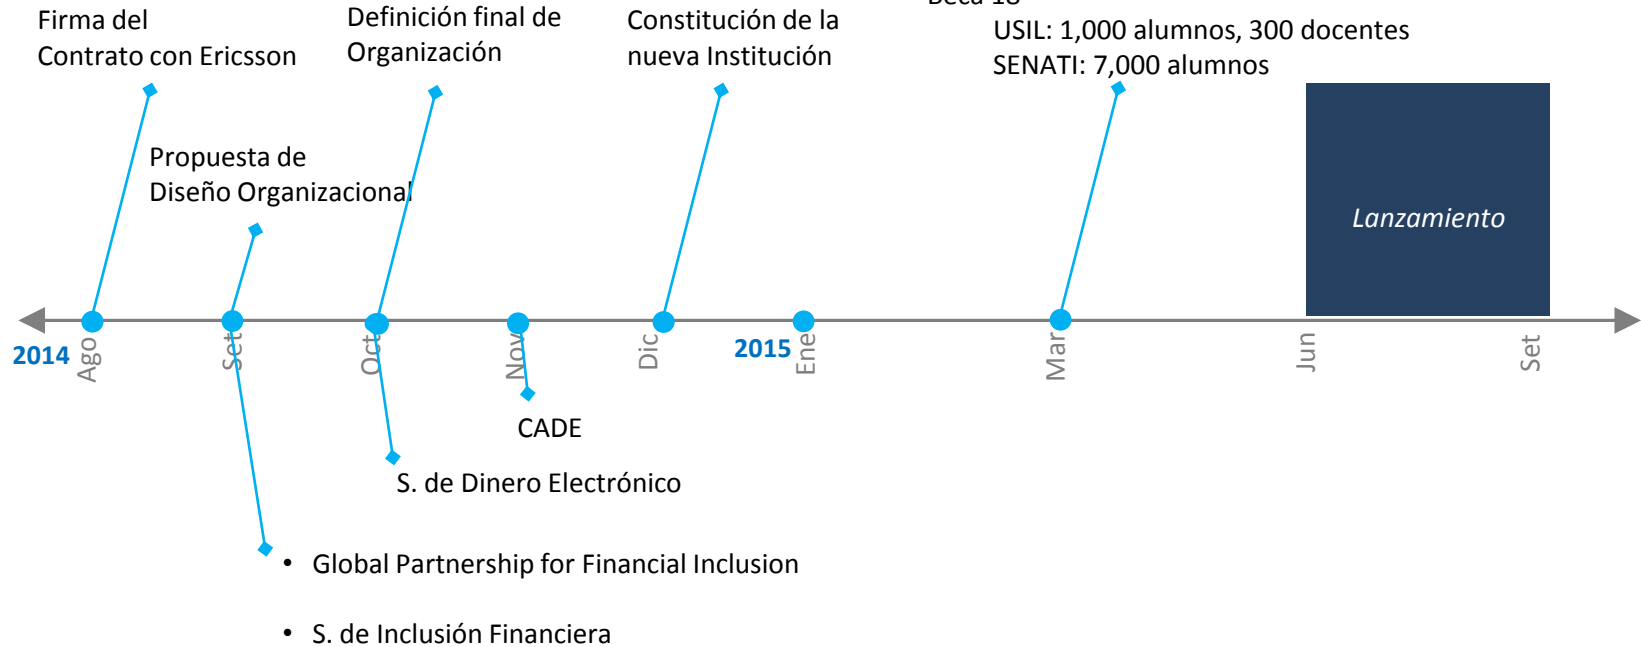 Firma del
Contrato con Ericsson
Definición final de
Organización
Constitución de la
nueva Institución
Beca 18
USIL: 1,000 alumnos, 300 docentes
SENATI: 7,000 alumnos
Propuesta de
Diseño Organizacional
Lanzamiento
2014
Ago
Set
Oct
Nov
Dic
2015
Ene
Mar
Jun
Set
CADE
S. de Dinero Electrónico
• Global Partnership for Financial Inclusion
• S. de Inclusión Financiera